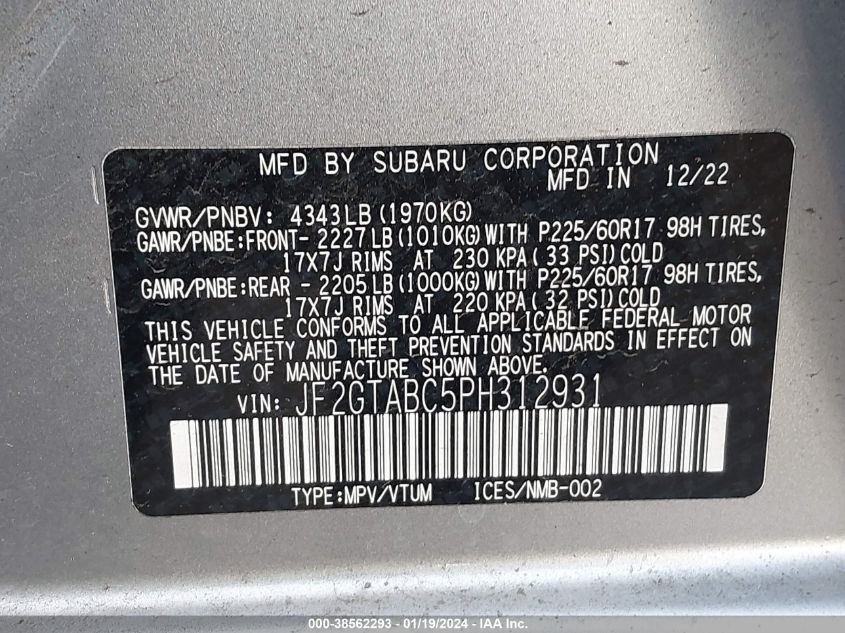 MFD BY SUBARU CORPORATION
MFD IN 12/22
GVWR/PNBV: 4343LB (1970KG)
GAWR/PNBE:FRONT- 2227LB(1010KG)WITH P225/60R17 98H TIRES,
17X7J RIMS AT 230 KPA( 33 PSI)COLD
GAWR/PNBE:REAR - 2205LB(1000KG)WITH P225/60R17 98H TIRES,
17X7J RIMS AT 220 KPA( 32 PSI)COLD
THIS VEHICLE CONFORMS TO ALL APPLICABLE FEDERAL MOTOR
VEHICLE SAFETY AND THEFT PREVENTION STANDARDS IN EFFECT ON
THE DATE OF MANUFACTURE SHOWN ABOVE.
VIN: JF2GTABC5PH312931
TYPE:MPV/VTUM ICES/NMB-002
000-38562293 - 01/19/2024 - IAAI.COM